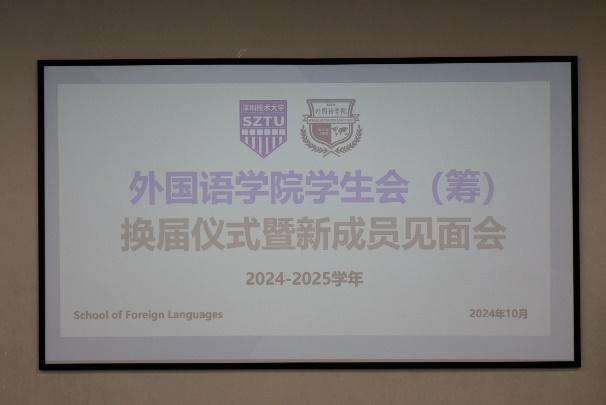 深圳技术大学
SZTU
外国语学院
外国语学院学生会（筹）
换届仪式暨新成员见面会
2024-2025学年
School of Foreign Languages
2024年10月